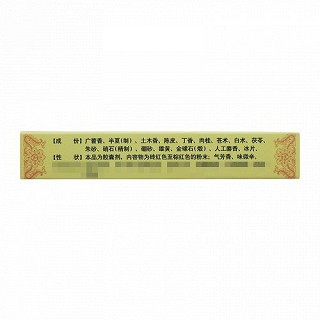 【成 份】广藿香、半夏(制)、土木香、陈皮、丁香、肉桂、苍术、白术、茯苓、
朱砂、硝石(精制)、硼砂、雄黄、金礞石(煅)、人工麝香、冰片。
【性 状】本品为胶囊剂，内容物为砖红色至棕红色的粉末；气芳香，味微辛。